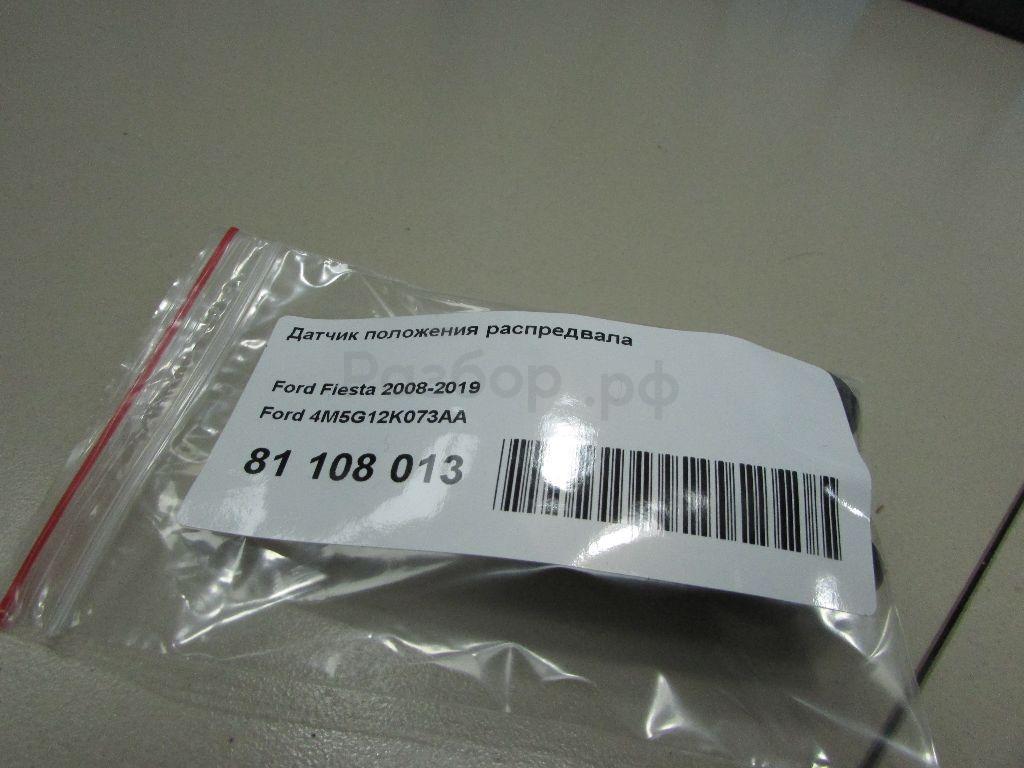 Датчик положения распредвала
Разбор.рф
Ford Fiesta 2008-2019
Ford 4M5G12K073AA
81 108 013